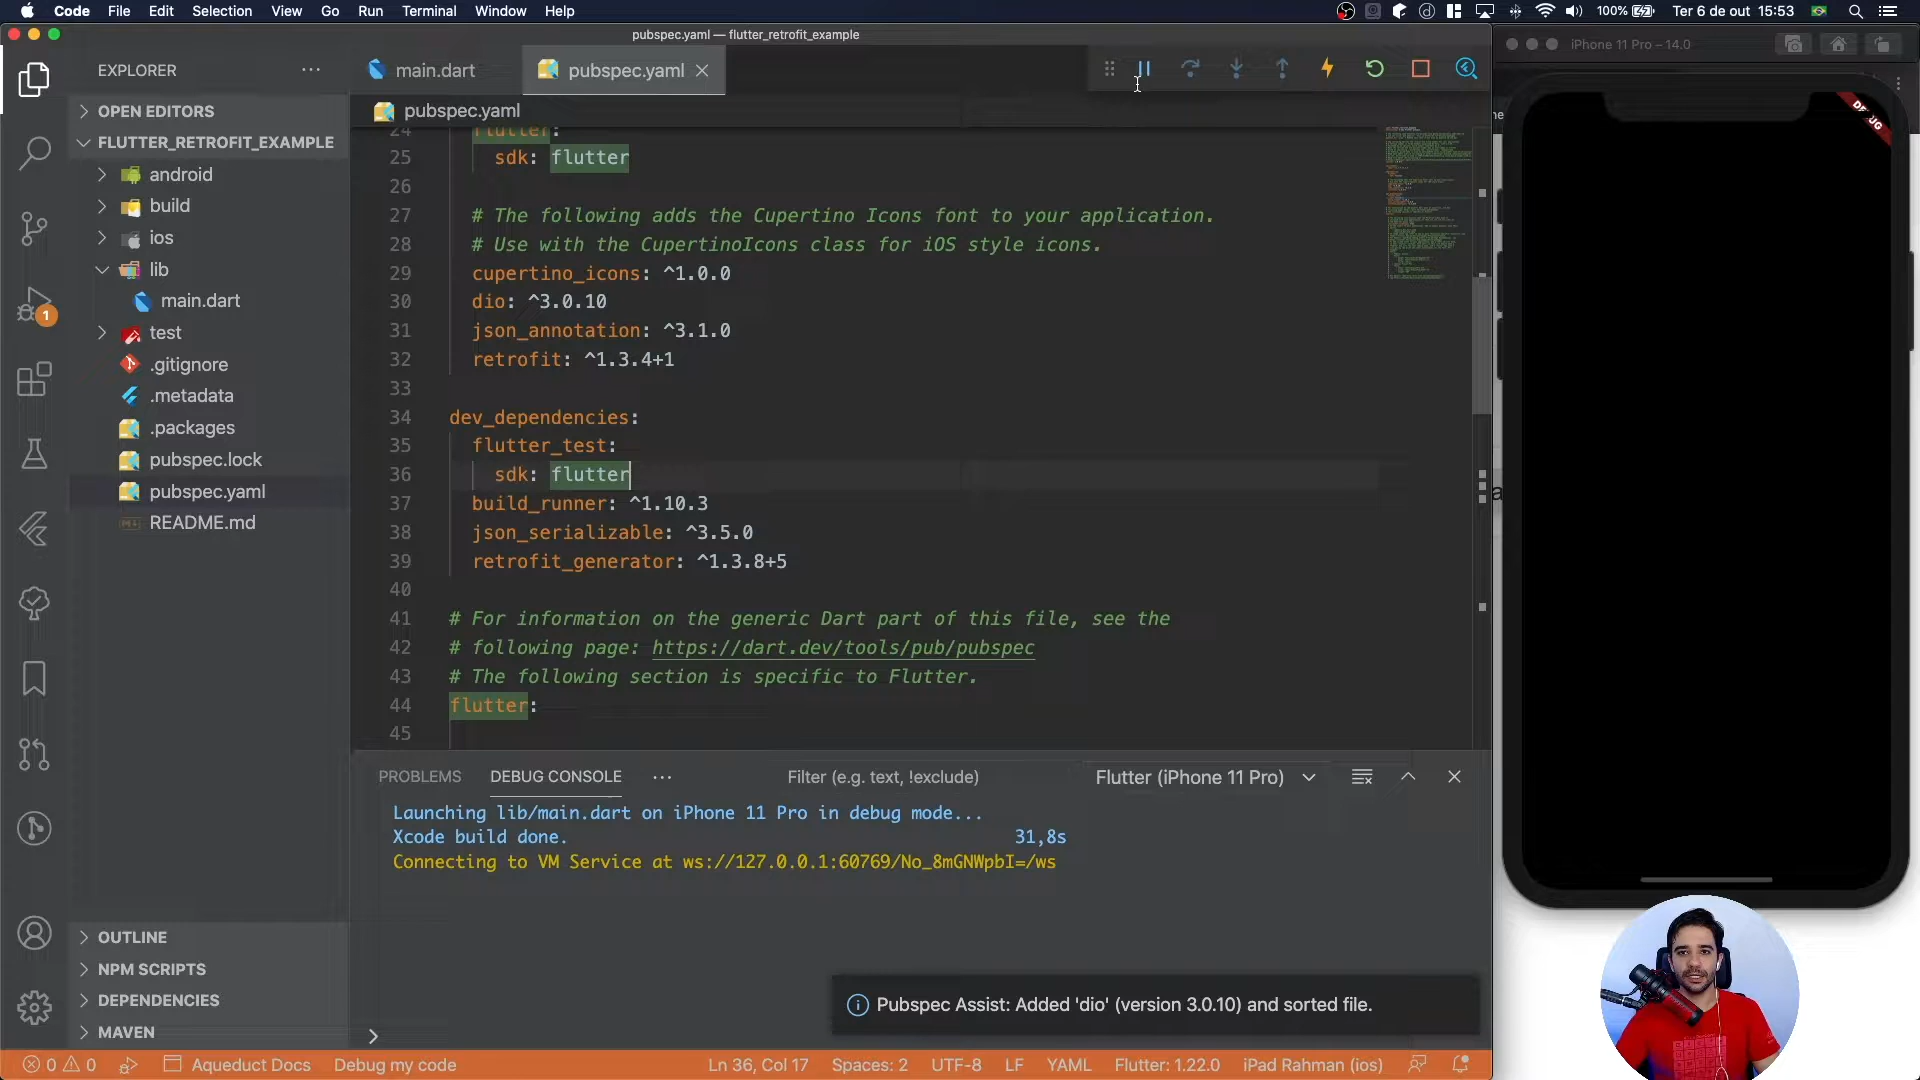 Code File Edit Selection View Go Run Terminal Window Help
100% Ter 6 de out 15:53
pubspec.yaml — flutter_retrofit_example
iPhone 11 Pro – 14.0
EXPLORER
main.dart
pubspec.yaml
OPEN EDITORS
pubspec.yaml
FLUTTER_RETROFIT_EXAMPLE
android
build
ios
lib
main.dart
test
.gitignore
.metadata
.packages
pubspec.lock
pubspec.yaml
README.md
1
24 flutter:
25 sdk: flutter
26
27 # The following adds the Cupertino Icons font to your application.
28 # Use with the CupertinoIcons class for iOS style icons.
29 cupertino_icons: ^1.0.0
30 dio: ^3.0.10
31 json_annotation: ^3.1.0
32 retrofit: ^1.3.4+1
33
34 dev_dependencies:
35 flutter_test:
36 sdk: flutter
37 build_runner: ^1.10.3
38 json_serializable: ^3.5.0
39 retrofit_generator: ^1.3.8+5
40
41 # For information on the generic Dart part of this file, see the
42 # following page: https://dart.dev/tools/pub/pubspec
43 # The following section is specific to Flutter.
44 flutter:
45
PROBLEMS DEBUG CONSOLE Filter (e.g. text, !exclude) Flutter (iPhone 11 Pro)
Launching lib/main.dart on iPhone 11 Pro in debug mode...
Xcode build done. 31,8s
Connecting to VM Service at ws://127.0.0.1:60769/No_8mGNWpbI=/ws
OUTLINE
NPM SCRIPTS
DEPENDENCIES
MAVEN
Pubspec Assist: Added 'dio' (version 3.0.10) and sorted file.
0 0 Aqueduct Docs Debug my code Ln 36, Col 17 Spaces: 2 UTF-8 LF YAML Flutter: 1.22.0 iPad Rahman (ios)